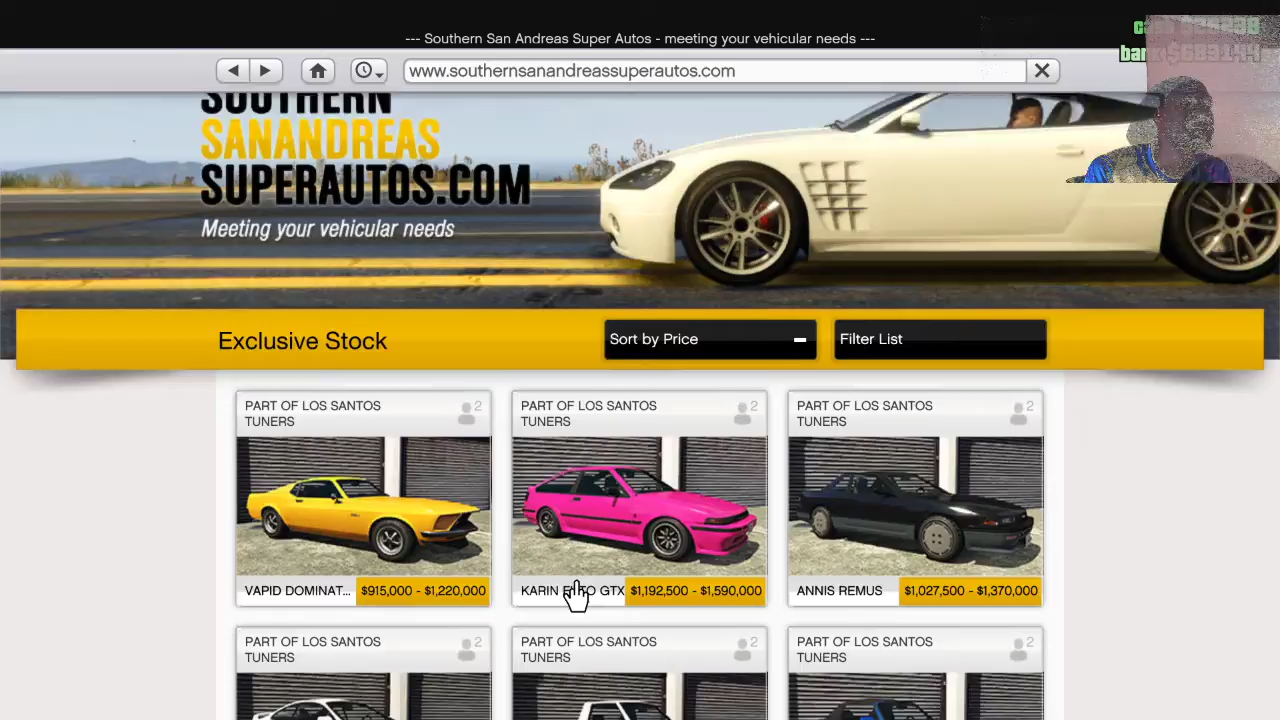 --- Southern San Andreas Super Autos - meeting your vehicular needs ---
www.southernsanandreassuperautos.com
SOUTHERN
SANANDREAS
SUPERAUTOS.COM
Meeting your vehicular needs
Exclusive Stock
Sort by Price
Filter List
PART OF LOS SANTOS
TUNERS
2
VAPID DOMINAT...
$915,000 - $1,220,000
PART OF LOS SANTOS
TUNERS
2
KARIN GTX
$1,192,500 - $1,590,000
PART OF LOS SANTOS
TUNERS
2
ANNIS REMUS
$1,027,500 - $1,370,000
PART OF LOS SANTOS
TUNERS
2
PART OF LOS SANTOS
TUNERS
2
PART OF LOS SANTOS
TUNERS
2